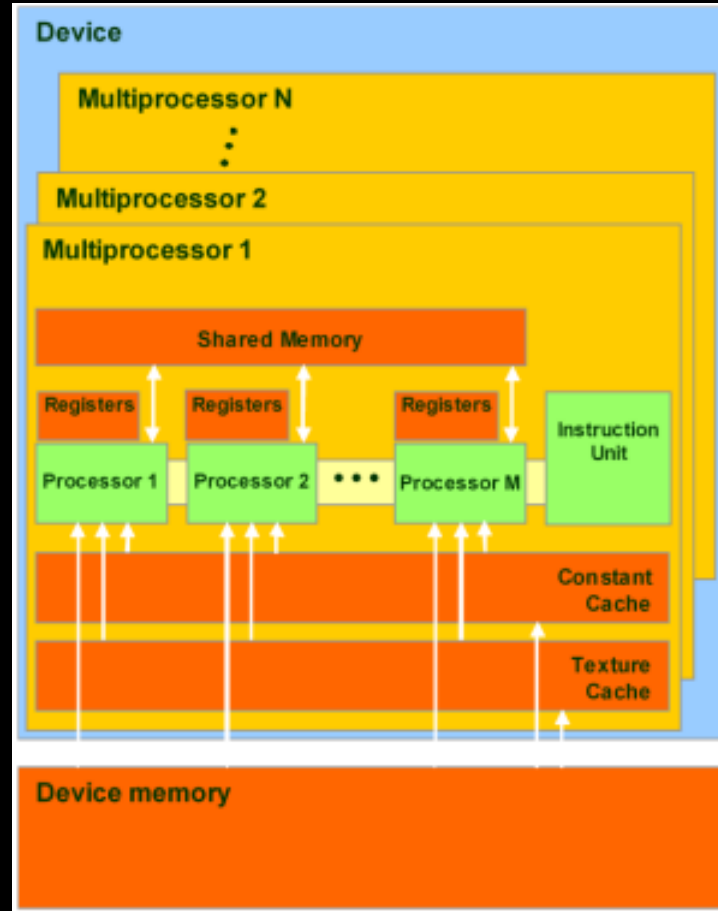 Device
Multiprocessor N
Multiprocessor 2
Multiprocessor 1
Shared Memory
Registers
Registers
Registers
Instruction
Unit
Processor 1
Processor 2
Processor M
Constant
Cache
Texture
Cache
Device memory